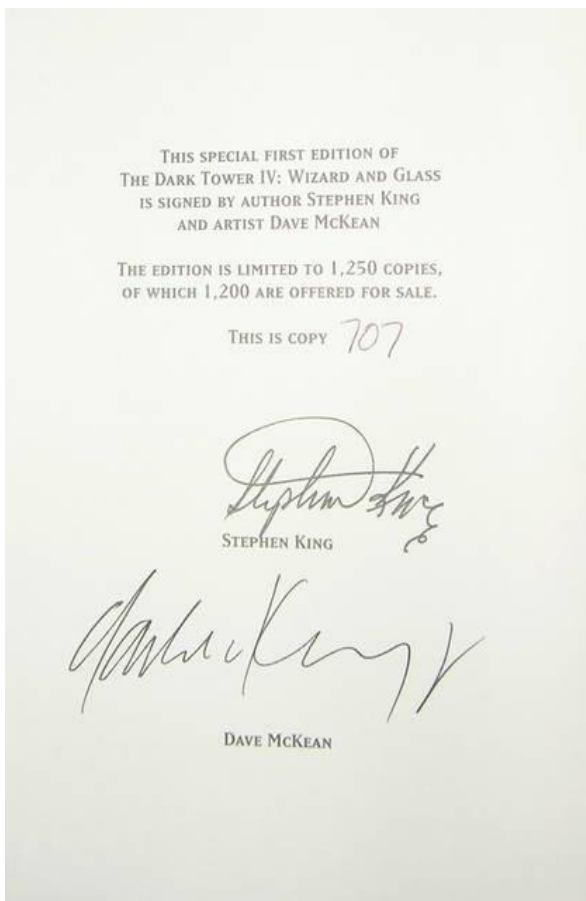 THIS SPECIAL FIRST EDITION OF
THE DARK TOWER IV: WIZARD AND GLASS
IS SIGNED BY AUTHOR STEPHEN KING
AND ARTIST DAVE MCKEAN
THE EDITION IS LIMITED TO 1,250 COPIES,
OF WHICH 1,200 ARE OFFERED FOR SALE.
THIS IS COPY 707
Stephen King
STEPHEN KING
DAVE MCKEAN